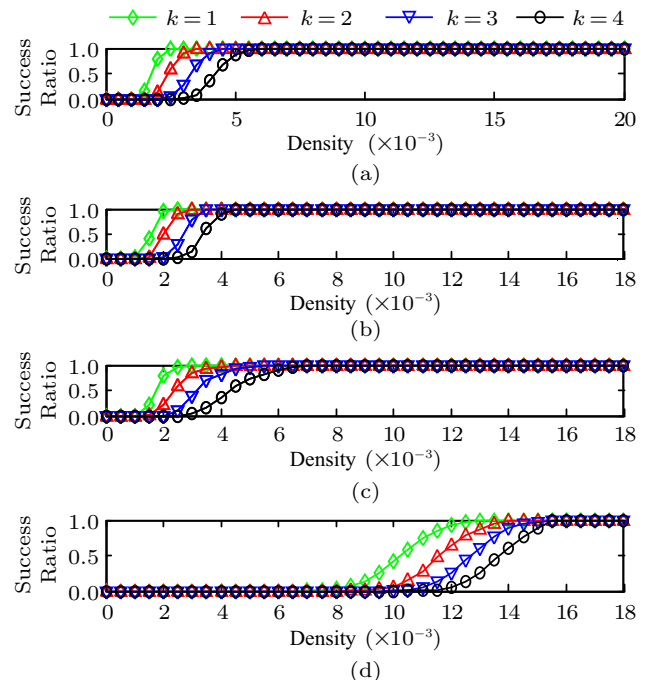 k = 1 k = 2 k = 3 k = 4
Success Ratio
1.0
0.5
0.0
0 5 10 15 20
Density (×10⁻³)
(a)
Success Ratio
1.0
0.5
0.0
0 2 4 6 8 10 12 14 16 18
Density (×10⁻³)
(b)
Success Ratio
1.0
0.5
0.0
0 2 4 6 8 10 12 14 16 18
Density (×10⁻³)
(c)
Success Ratio
1.0
0.5
0.0
0 2 4 6 8 10 12 14 16 18
Density (×10⁻³)
(d)